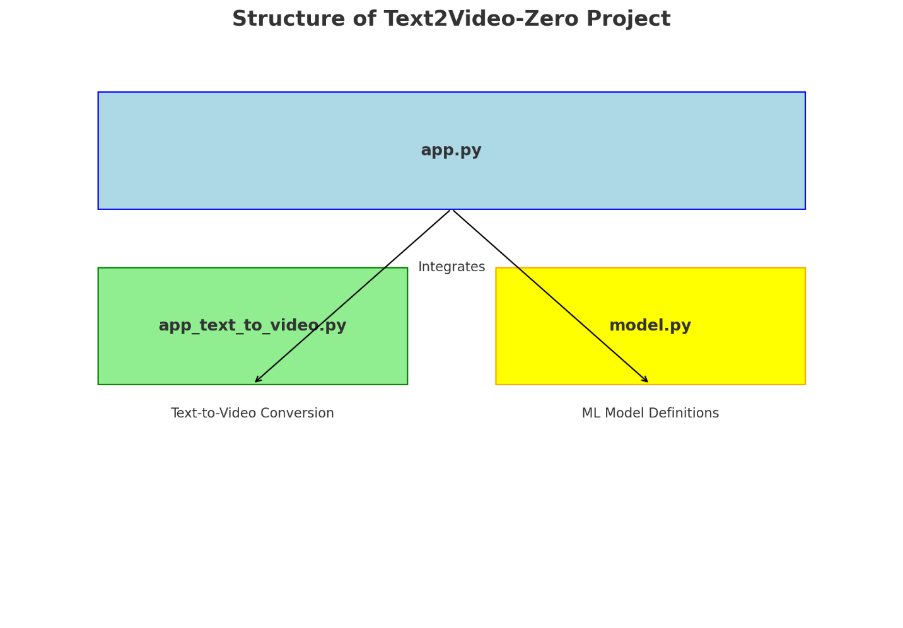 Structure of Text2Video-Zero Project
app.py
Integrates
app_text_to_video.py
model.py
Text-to-Video Conversion
ML Model Definitions